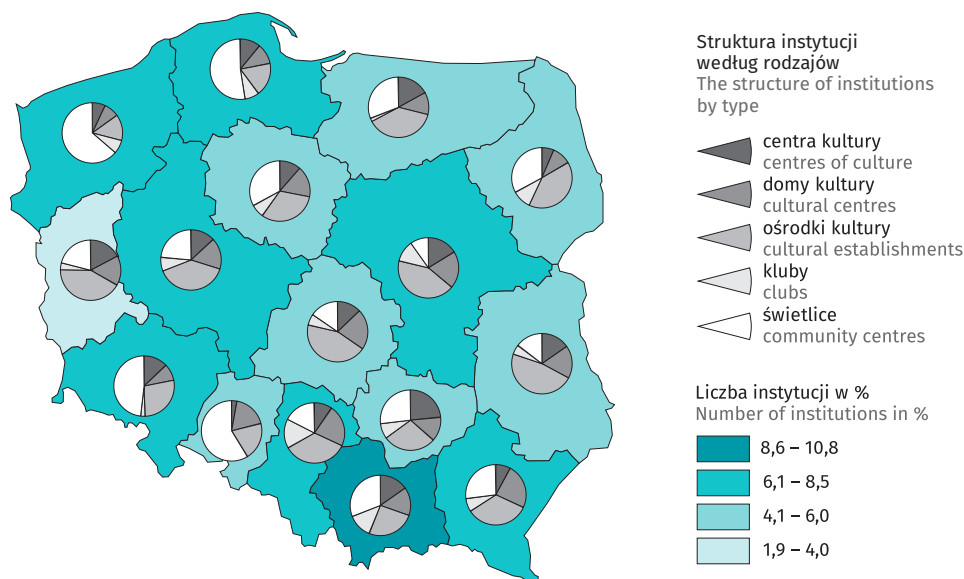 Struktura instytucji
według rodzajów
The structure of institutions
by type
centra kultury
centres of culture
domy kultury
cultural centres
ośrodki kultury
cultural establishments
kluby
clubs
świetlice
community centres
Liczba instytucji w %
Number of institutions in %
8,6 – 10,8
6,1 – 8,5
4,1 – 6,0
1,9 – 4,0